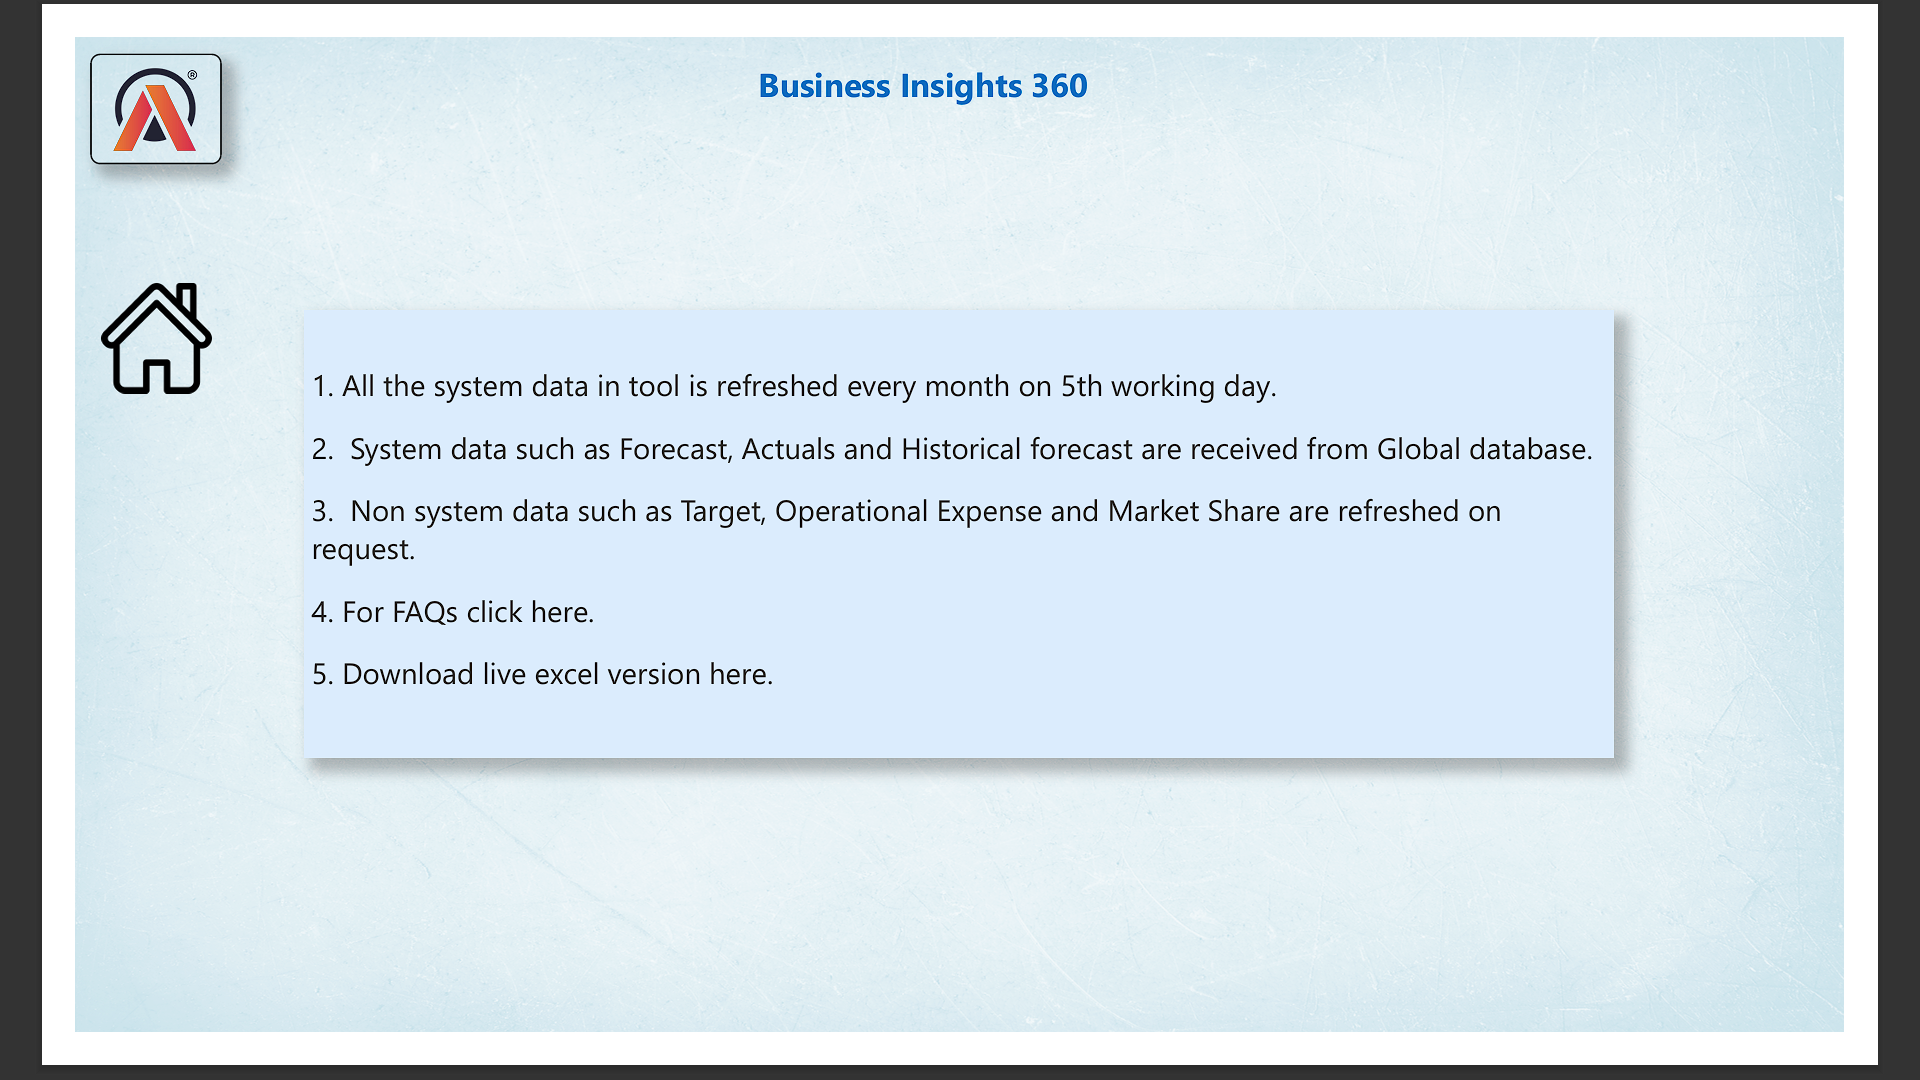 ®
Business Insights 360
1. All the system data in tool is refreshed every month on 5th working day.
2.  System data such as Forecast, Actuals and Historical forecast are received from Global database.
3.  Non system data such as Target, Operational Expense and Market Share are refreshed on
request.
4. For FAQs click here.
5. Download live excel version here.